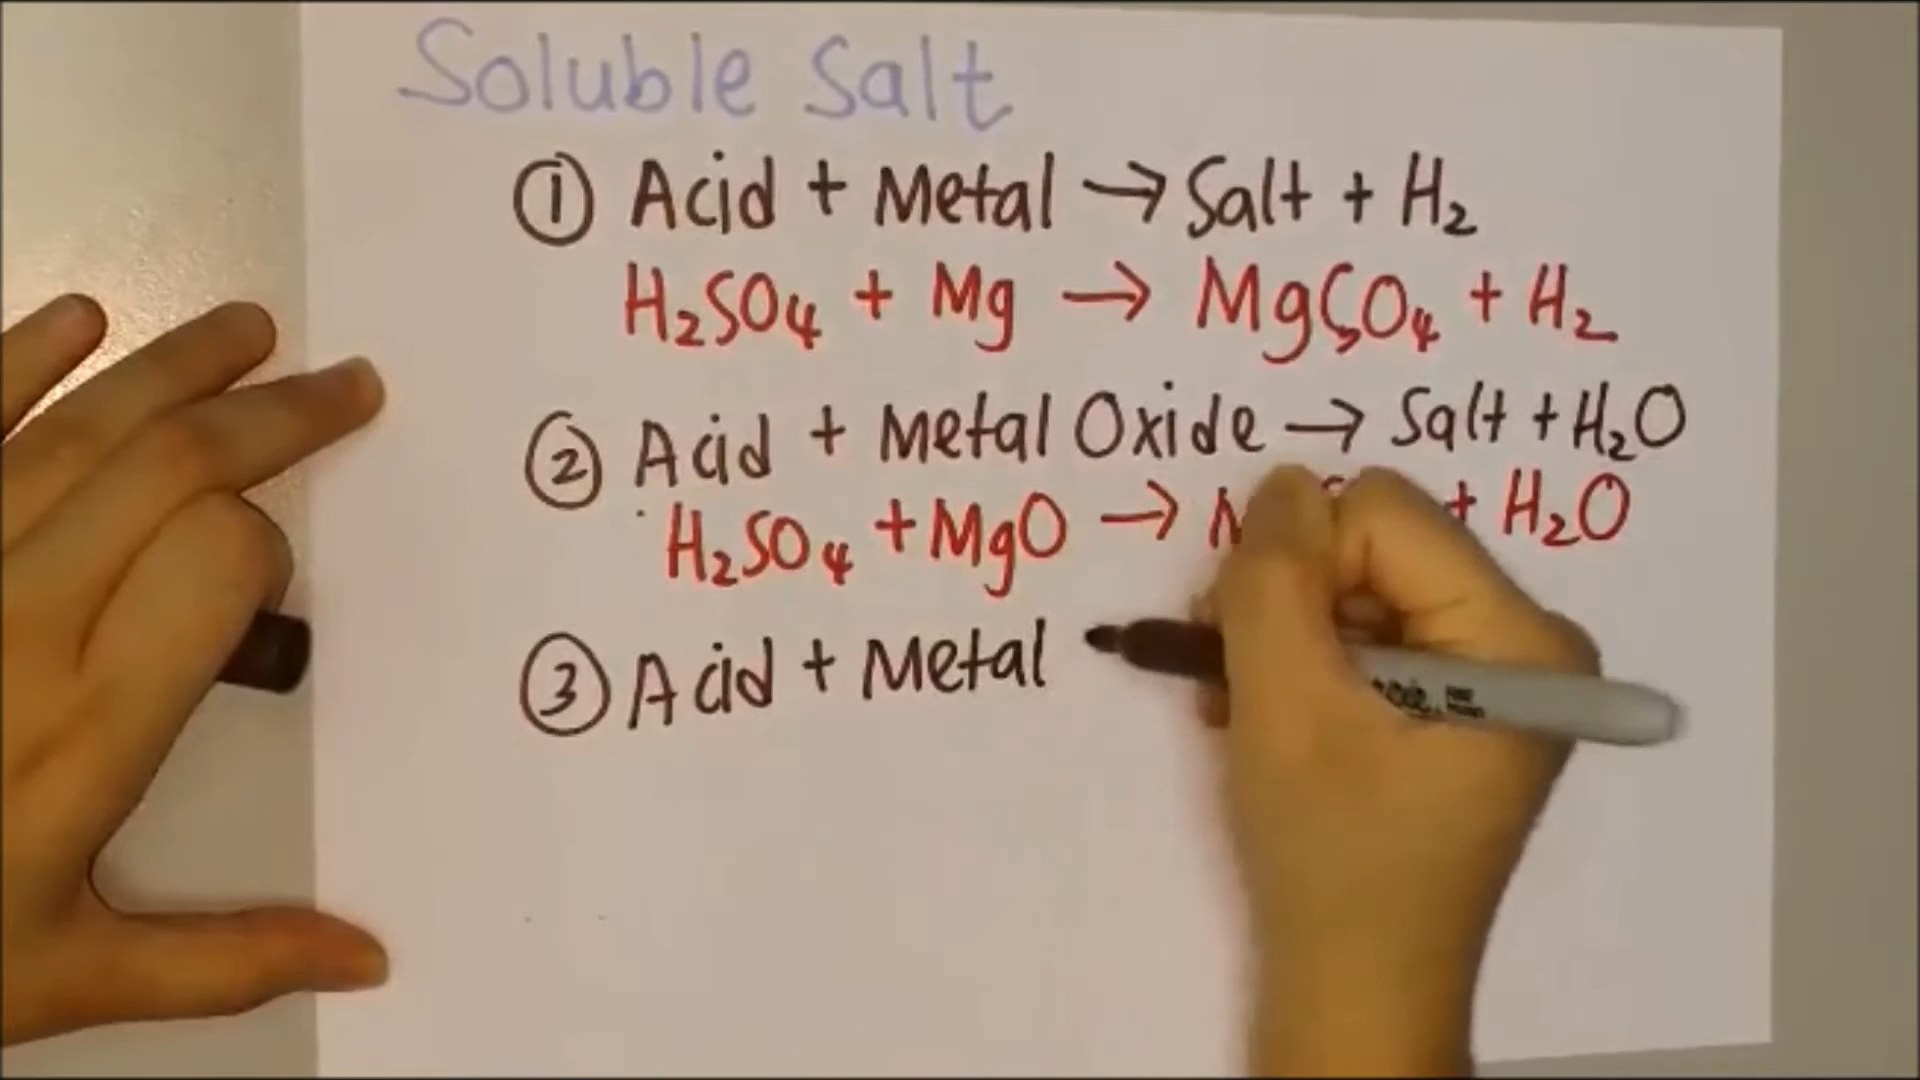 Soluble Salt
① Acid + Metal → Salt + H₂
H₂SO₄ + Mg → MgSO₄ + H₂
② Acid + Metal Oxide → Salt + H₂O
H₂SO₄ + MgO → M + H₂O
③ Acid + Metal